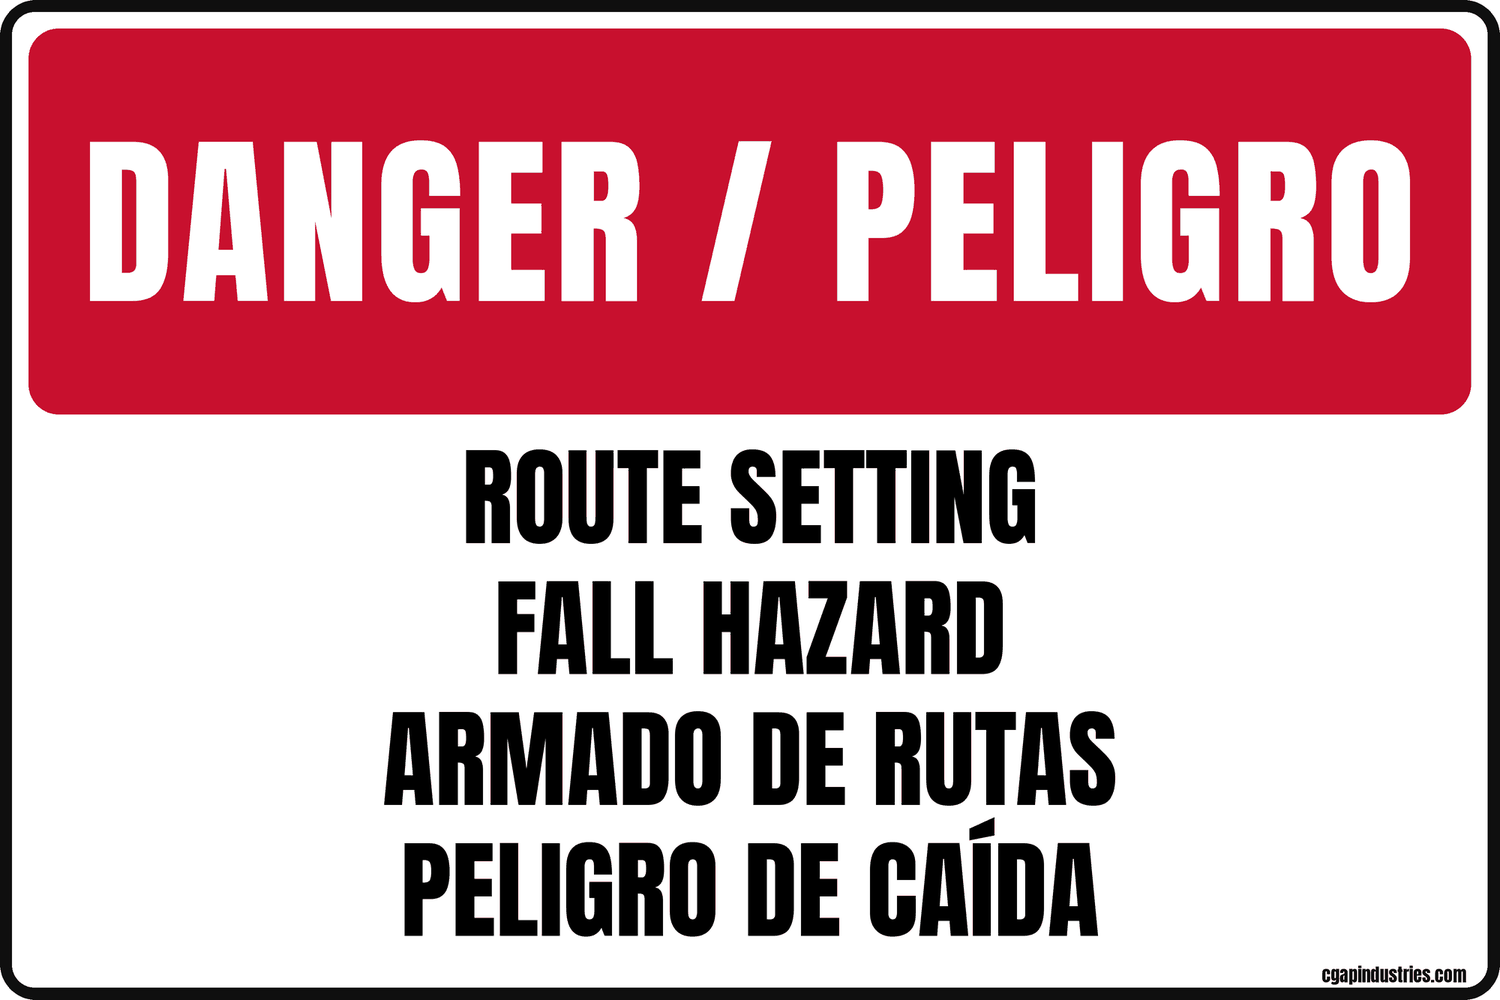 DANGER / PELIGRO
ROUTE SETTING
FALL HAZARD
ARMADO DE RUTAS
PELIGRO DE CAÍDA
cgapindustries.com